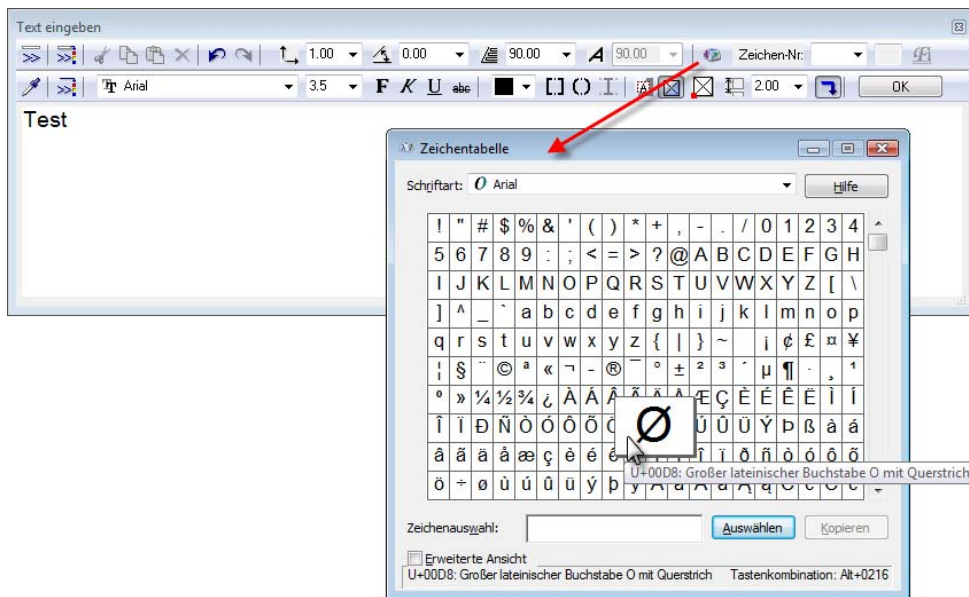 Text eingeben
1.00 0.00 90.00 90.00 Zeichen-Nr:
Arial 3.5 F K U abc 2.00 OK
Test
Zeichentabelle
Schriftart: O Arial Hilfe
! " # $ % & ' ( ) * + , - . / 0 1 2 3 4
5 6 7 8 9 : ; < = > ? @ A B C D E F G H
I J K L M N O P Q R S T U V W X Y Z [ \
] ^ _ ` a b c d e f g h i j k l m n o p
q r s t u v w x y z { | } ~ ¡ ¢ £ ¤ ¥
¦ § ¨ © ª « ¬ - ® ¯ ° ± ² ³ ´ µ ¶ · ¸ ¹
º » ¼ ½ ¾ ¿ À Á Â Ã Ä Å Æ Ç È É Ê Ë Ì Í
Î Ï Ð Ñ Ò Ó Ô Õ Ø Ú Û Ü Ý Þ ß à á
â ã ä å æ ç è é î ï ð ñ ò ó ô õ
U+00D8: Großer lateinischer Buchstabe O mit Querstrich
ö ÷ ø ù ú û ü ý þ ÿ
Zeichenauswahl: Auswählen Kopieren
Erweiterte Ansicht
U+00D8: Großer lateinischer Buchstabe O mit Querstrich Tastenkombination: Alt+0216